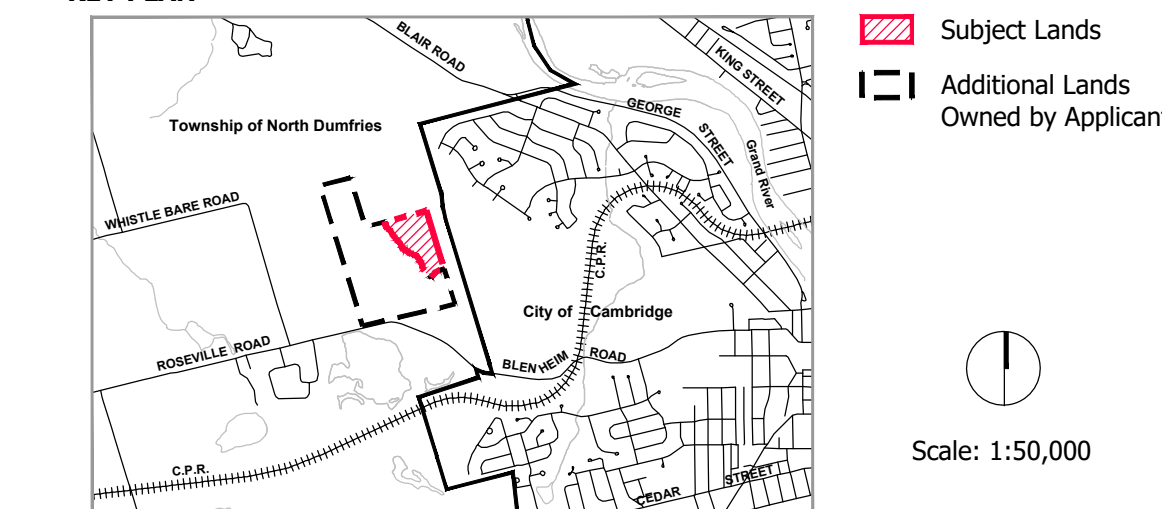 BLAIR ROAD
KING STREET
GEORGE STREET
Grand River
Township of North Dumfries
WHISTLE BARE ROAD
C.P.R.
City of Cambridge
ROSEVILLE ROAD
BLENHEIM ROAD
C.P.R.
CEDAR STREET
Subject Lands
Additional Lands
Owned by Applicant
Scale: 1:50,000